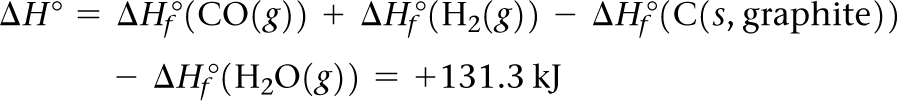 ΔH° = ΔH°f(CO(g)) + ΔH°f(H₂(g)) − ΔH°f(C(s, graphite))
− ΔH°f(H₂O(g)) = +131.3 kJ